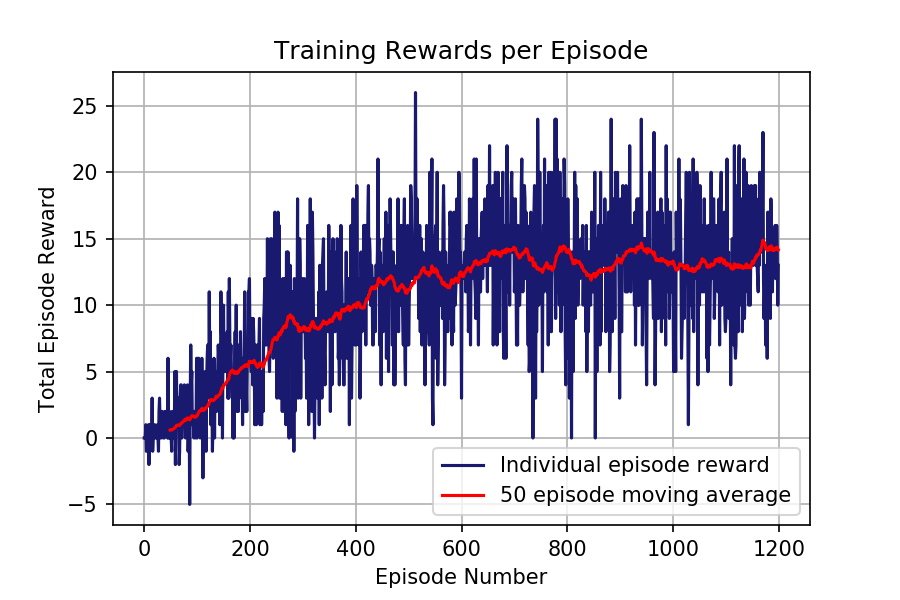 Training Rewards per Episode
Total Episode Reward
25
20
15
10
5
0
−5
0 200 400 600 800 1000 1200
Episode Number
Individual episode reward
50 episode moving average